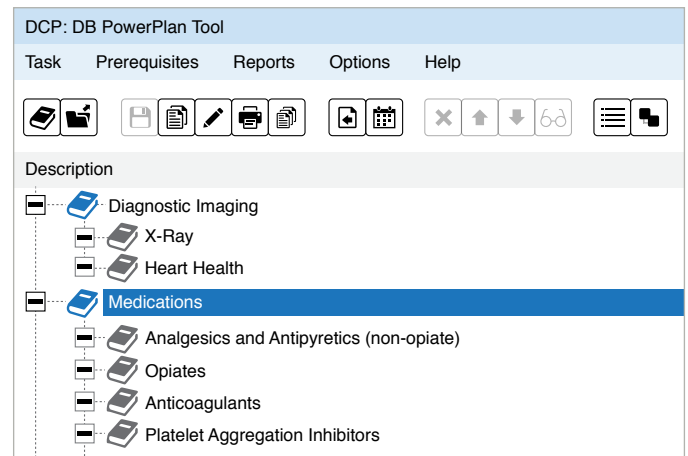 DCP: DB PowerPlan Tool
Task Prerequisites Reports Options Help
Description
Diagnostic Imaging
X-Ray
Heart Health
Medications
Analgesics and Antipyretics (non-opiate)
Opiates
Anticoagulants
Platelet Aggregation Inhibitors